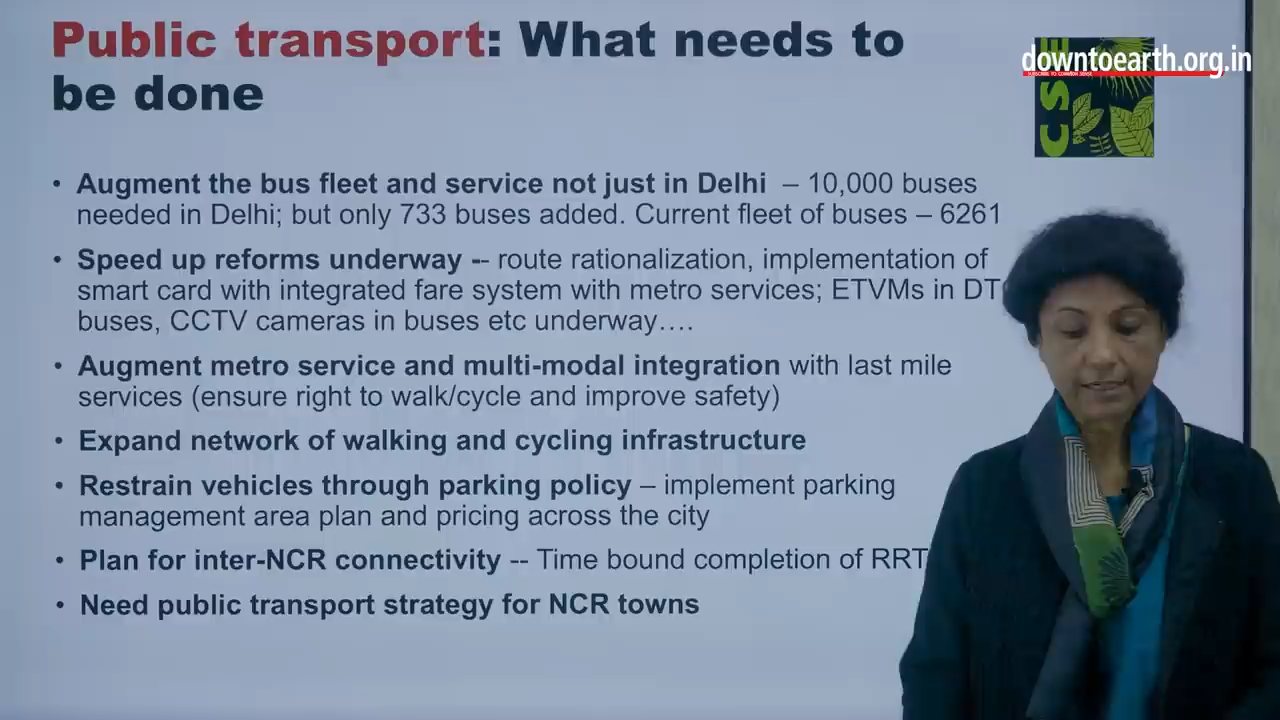 Public transport: What needs to
be done
downtoearth.org.in
SUBSCRIBE TO COMMON SENSE
CSE
• Augment the bus fleet and service not just in Delhi – 10,000 buses
needed in Delhi; but only 733 buses added. Current fleet of buses – 6261
• Speed up reforms underway -- route rationalization, implementation of
smart card with integrated fare system with metro services; ETVMs in DT
buses, CCTV cameras in buses etc underway….
• Augment metro service and multi-modal integration with last mile
services (ensure right to walk/cycle and improve safety)
• Expand network of walking and cycling infrastructure
• Restrain vehicles through parking policy – implement parking
management area plan and pricing across the city
• Plan for inter-NCR connectivity -- Time bound completion of RRT
• Need public transport strategy for NCR towns